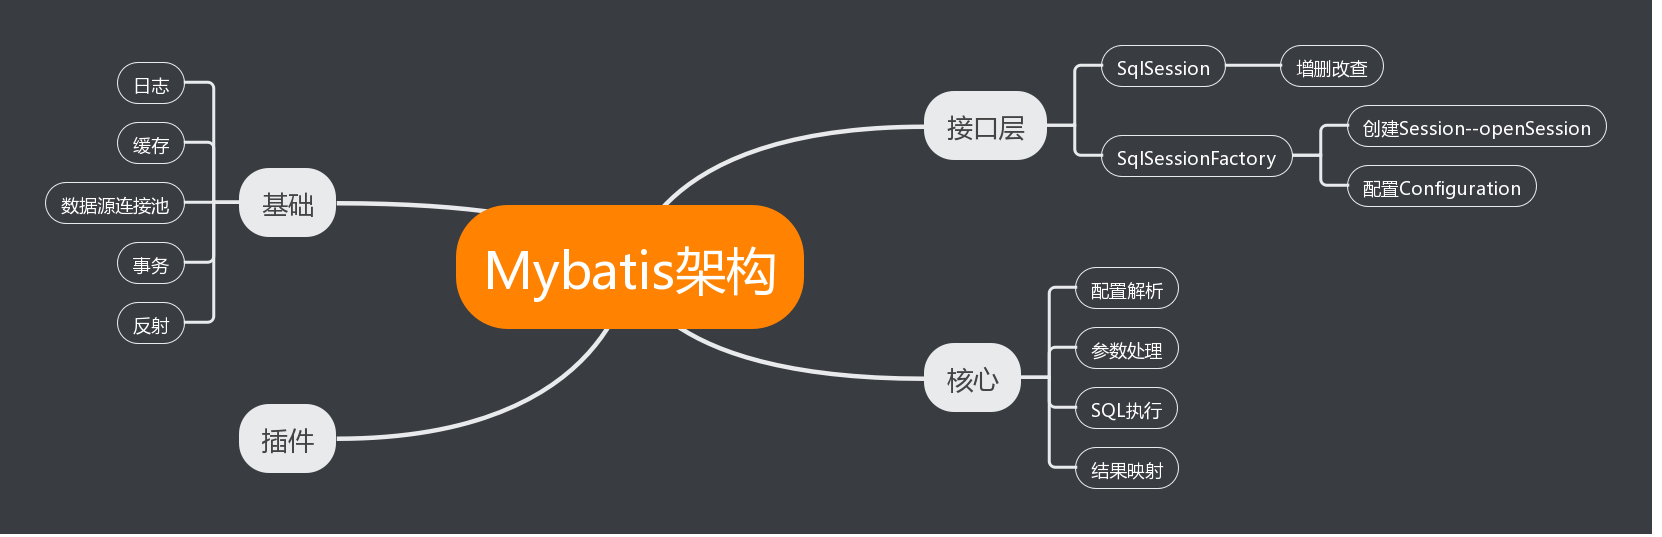 Mybatis架构
接口层
SqlSession
增删改查
SqlSessionFactory
创建Session--openSession
配置Configuration
核心
配置解析
参数处理
SQL执行
结果映射
基础
日志
缓存
数据源连接池
事务
反射
插件